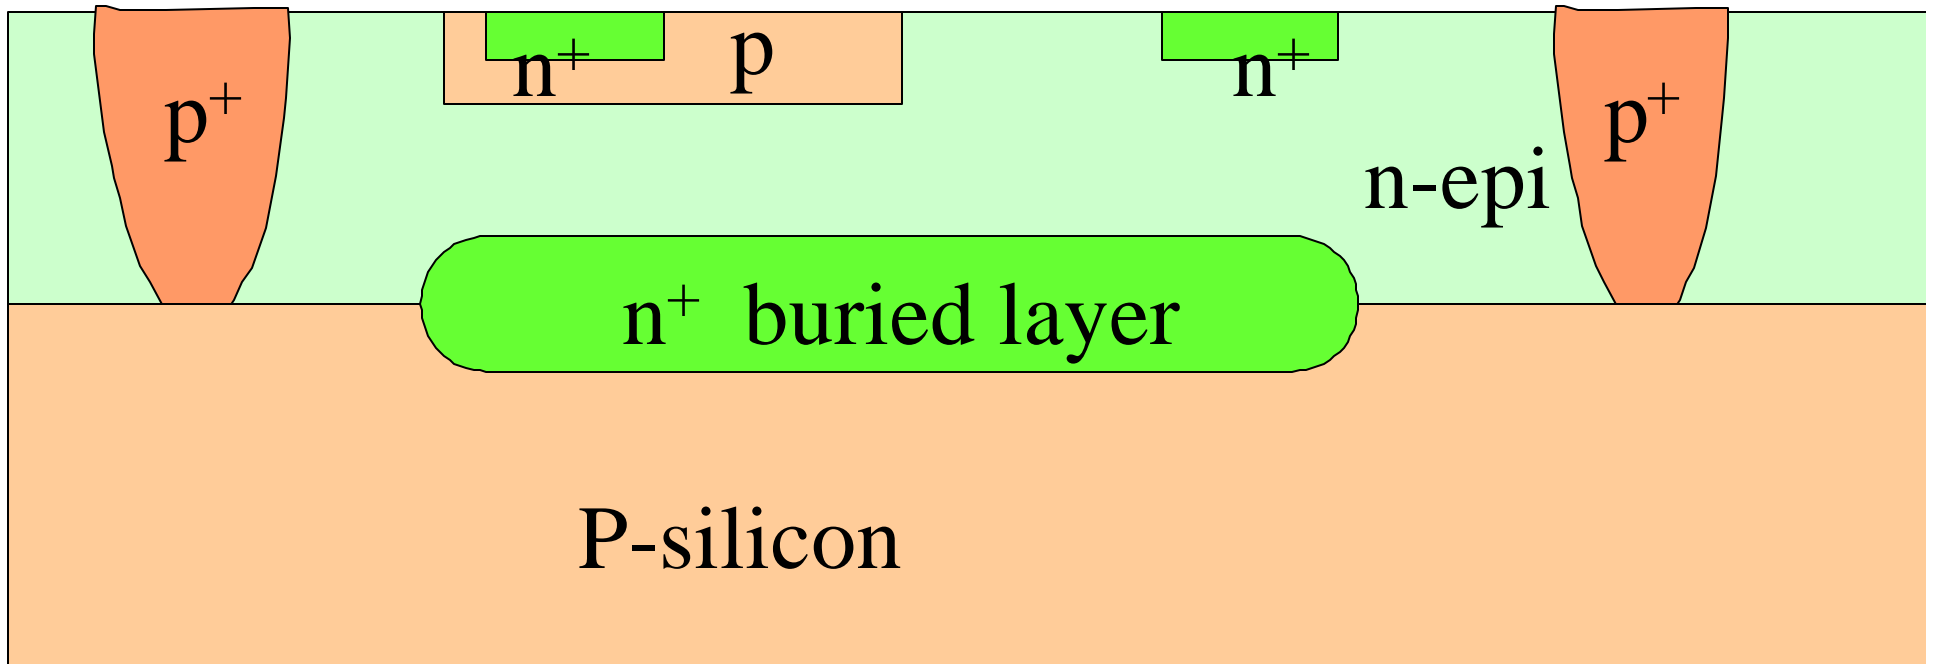 n⁺ p n⁺
p⁺ p⁺
n-epi
n⁺ buried layer
P-silicon